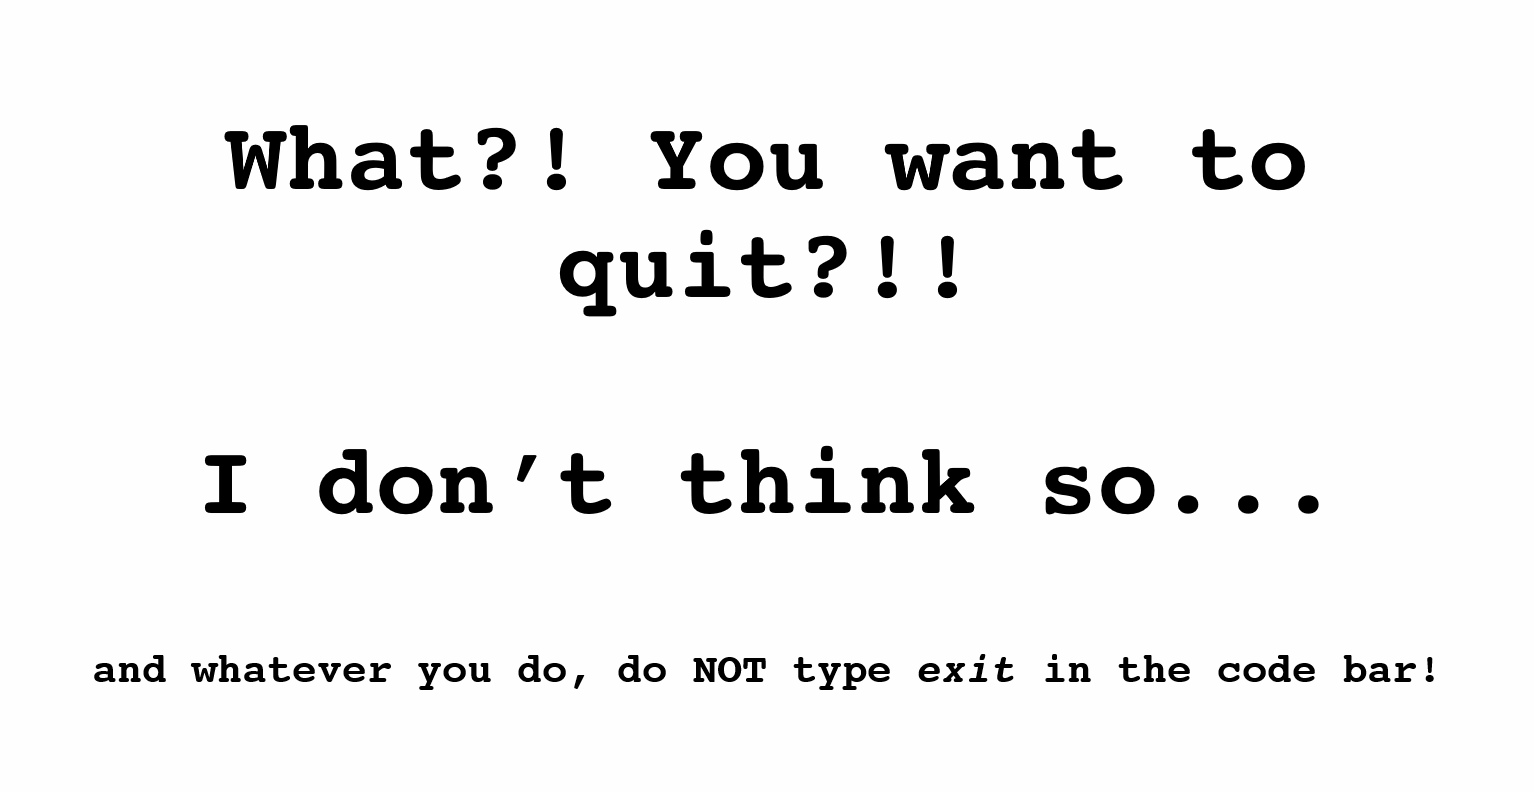 What?! You want to
quit?!!
I don’t think so...
and whatever you do, do NOT type exit in the code bar!